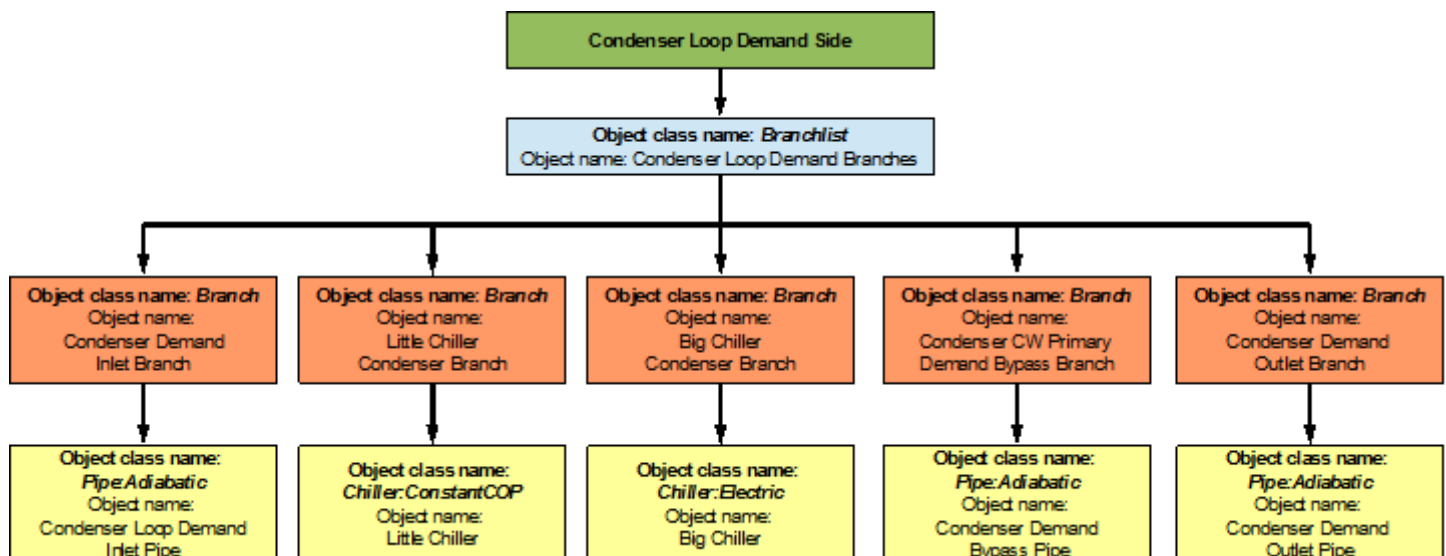 Condenser Loop Demand Side
Object class name: Branchlist
Object name: Condenser Loop Demand Branches
Object class name: Branch
Object name:
Condenser Demand
Inlet Branch
Object class name: Branch
Object name:
Little Chiller
Condenser Branch
Object class name: Branch
Object name:
Big Chiller
Condenser Branch
Object class name: Branch
Object name:
Condenser CW Primary
Demand Bypass Branch
Object class name: Branch
Object name:
Condenser Demand
Outlet Branch
Object class name:
Pipe:Adiabatic
Object name:
Condenser Loop Demand
Inlet Pipe
Object class name:
Chiller:ConstantCOP
Object name:
Little Chiller
Object class name:
Chiller:Electric
Object name:
Big Chiller
Object class name:
Pipe:Adiabatic
Object name:
Condenser Demand
Bypass Pipe
Object class name:
Pipe:Adiabatic
Object name:
Condenser Demand
Outlet Pipe